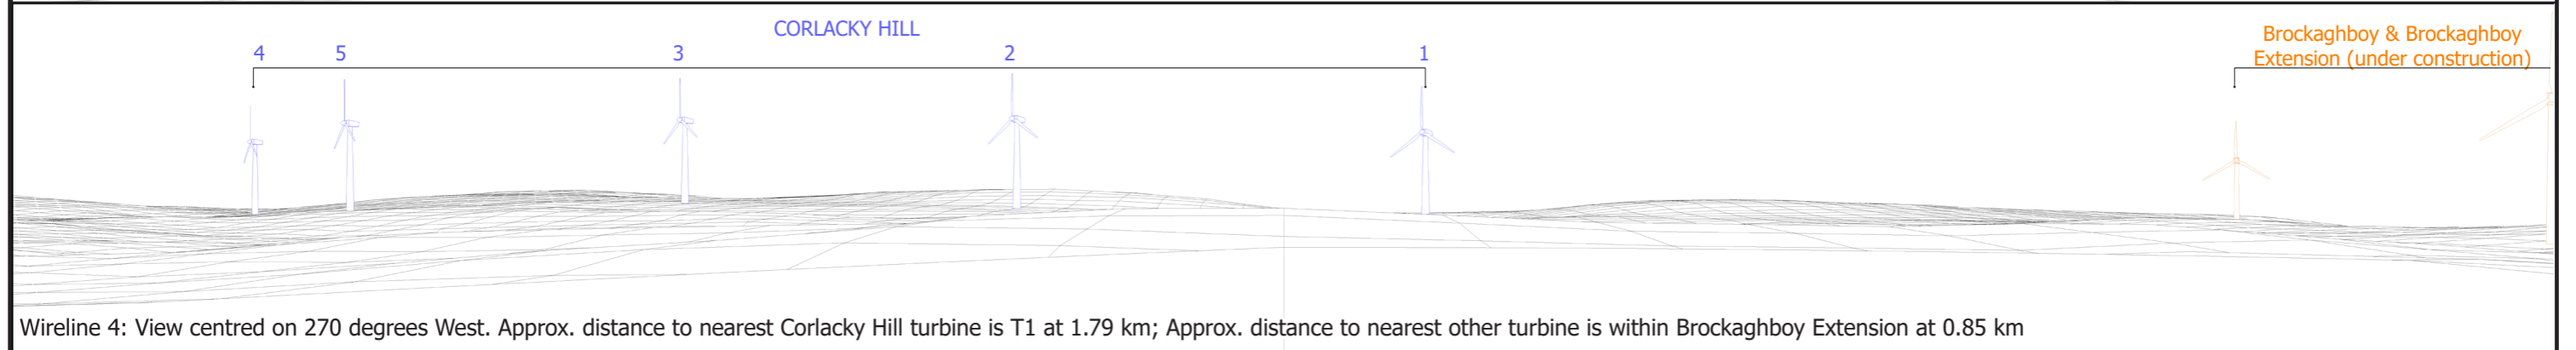 CORLACKY HILL
4 5 3 2 1
Brockaghboy & Brockaghboy
Extension (under construction)
Wireline 4: View centred on 270 degrees West. Approx. distance to nearest Corlacky Hill turbine is T1 at 1.79 km; Approx. distance to nearest other turbine is within Brockaghboy Extension at 0.85 km